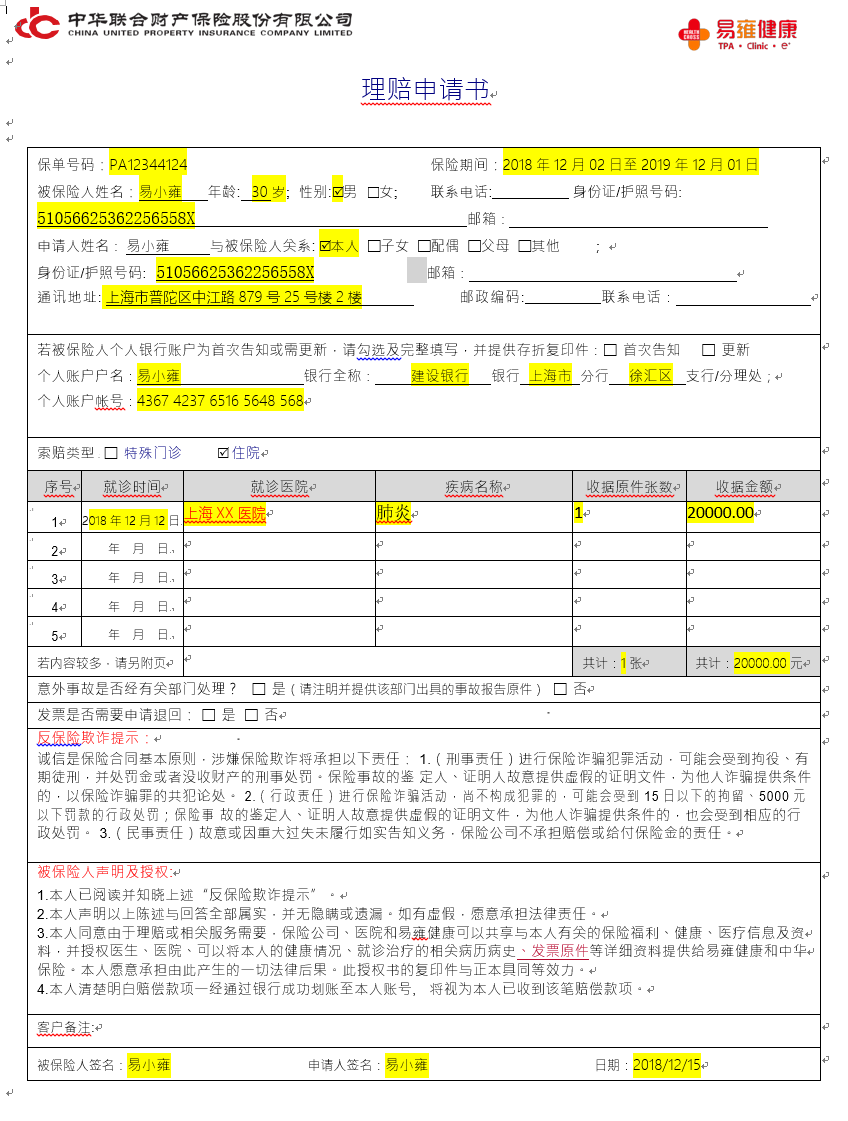 中华联合财产保险股份有限公司
CHINA UNITED PROPERTY INSURANCE COMPANY LIMITED
HEALTH CROSS 易雍健康
TPA · Clinic · e+
理赔申请书
保单号码：PA12344124 保险期间：2018 年 12 月 02 日至 2019 年 12 月 01 日
被保险人姓名：易小雍 年龄: 30 岁; 性别:☑男 □女; 联系电话: 身份证/护照号码:
51056625362256558X 邮箱：
申请人姓名： 易小雍 与被保险人关系: ☑本人 □子女 □配偶 □父母 □其他 ；
身份证/护照号码: 51056625362256558X 邮箱：
通讯地址: 上海市普陀区中江路 879 号 25 号楼 2 楼 邮政编码: 联系电话：
若被保险人个人银行账户为首次告知或需更新，请勾选及完整填写，并提供存折复印件：□ 首次告知 □ 更新
个人账户户名：易小雍 银行全称： 建设银行 银行 上海市 分行 徐汇区 支行/分理处；
个人账户帐号：4367 4237 6516 5648 568
索赔类型. □ 特殊门诊 ☑住院
序号 就诊时间 就诊医院 疾病名称 收据原件张数 收据金额
1 2018 年 12 月 12 日 上海 XX 医院 肺炎 1 20000.00
2 年 月 日
3 年 月 日
4 年 月 日
5 年 月 日
若内容较多，请另附页 共计：1 张 共计：20000.00 元
意外事故是否经有关部门处理？ □ 是（请注明并提供该部门出具的事故报告原件） □ 否
发票是否需要申请退回： □ 是 □ 否
反保险欺诈提示：
诚信是保险合同基本原则，涉嫌保险欺诈将承担以下责任： 1.（刑事责任）进行保险诈骗犯罪活动，可能会受到拘役、有
期徒刑，并处罚金或者没收财产的刑事处罚。保险事故的鉴 定人、证明人故意提供虚假的证明文件，为他人诈骗提供条件
的，以保险诈骗罪的共犯论处。 2.（行政责任）进行保险诈骗活动，尚不构成犯罪的，可能会受到 15 日以下的拘留、5000 元
以下罚款的行政处罚；保险事 故的鉴定人、证明人故意提供虚假的证明文件，为他人诈骗提供条件的，也会受到相应的行
政处罚。 3.（民事责任）故意或因重大过失未履行如实告知义务，保险公司不承担赔偿或给付保险金的责任。
被保险人声明及授权:
1.本人已阅读并知晓上述“反保险欺诈提示”。
2.本人声明以上陈述与回答全部属实，并无隐瞒或遗漏。如有虚假，愿意承担法律责任。
3.本人同意由于理赔或相关服务需要，保险公司、医院和易雍健康可以共享与本人有关的保险福利、健康、医疗信息及资
料，并授权医生、医院、可以将本人的健康情况、就诊治疗的相关病历病史、发票原件等详细资料提供给易雍健康和中华
保险。本人愿意承担由此产生的一切法律后果。此授权书的复印件与正本具同等效力。
4.本人清楚明白赔偿款项一经通过银行成功划账至本人账号， 将视为本人已收到该笔赔偿款项。
客户备注:
被保险人签名：易小雍 申请人签名：易小雍 日期：2018/12/15